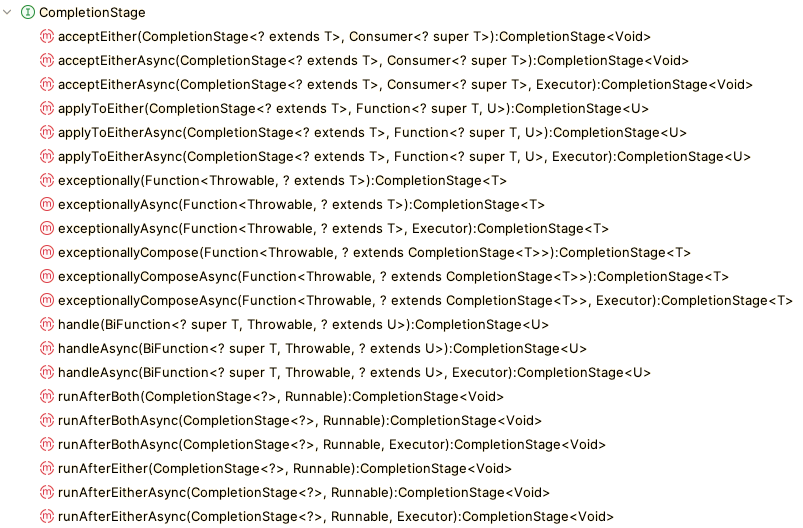 CompletionStage
acceptEither(CompletionStage<? extends T>, Consumer<? super T>):CompletionStage<Void>
acceptEitherAsync(CompletionStage<? extends T>, Consumer<? super T>):CompletionStage<Void>
acceptEitherAsync(CompletionStage<? extends T>, Consumer<? super T>, Executor):CompletionStage<Void>
applyToEither(CompletionStage<? extends T>, Function<? super T, U>):CompletionStage<U>
applyToEitherAsync(CompletionStage<? extends T>, Function<? super T, U>):CompletionStage<U>
applyToEitherAsync(CompletionStage<? extends T>, Function<? super T, U>, Executor):CompletionStage<U>
exceptionally(Function<Throwable, ? extends T>):CompletionStage<T>
exceptionallyAsync(Function<Throwable, ? extends T>):CompletionStage<T>
exceptionallyAsync(Function<Throwable, ? extends T>, Executor):CompletionStage<T>
exceptionallyCompose(Function<Throwable, ? extends CompletionStage<T>>):CompletionStage<T>
exceptionallyComposeAsync(Function<Throwable, ? extends CompletionStage<T>>):CompletionStage<T>
exceptionallyComposeAsync(Function<Throwable, ? extends CompletionStage<T>>, Executor):CompletionStage<T>
handle(BiFunction<? super T, Throwable, ? extends U>):CompletionStage<U>
handleAsync(BiFunction<? super T, Throwable, ? extends U>):CompletionStage<U>
handleAsync(BiFunction<? super T, Throwable, ? extends U>, Executor):CompletionStage<U>
runAfterBoth(CompletionStage<?>, Runnable):CompletionStage<Void>
runAfterBothAsync(CompletionStage<?>, Runnable):CompletionStage<Void>
runAfterBothAsync(CompletionStage<?>, Runnable, Executor):CompletionStage<Void>
runAfterEither(CompletionStage<?>, Runnable):CompletionStage<Void>
runAfterEitherAsync(CompletionStage<?>, Runnable):CompletionStage<Void>
runAfterEitherAsync(CompletionStage<?>, Runnable, Executor):CompletionStage<Void>